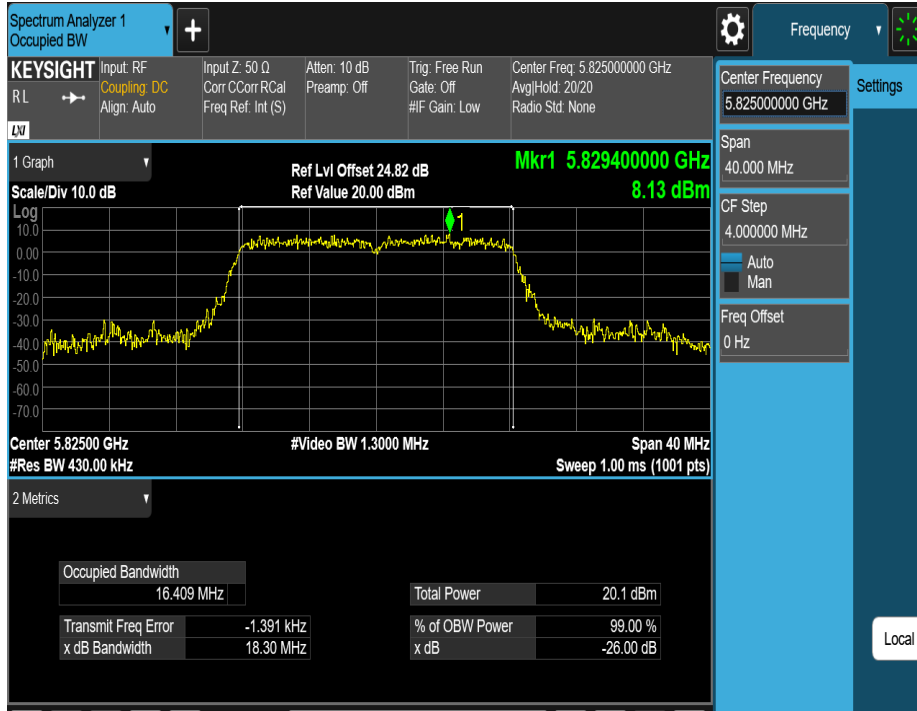 Spectrum Analyzer 1
Occupied BW
+
Frequency
KEYSIGHT
R L
LXI
Input: RF
Coupling: DC
Align: Auto
Input Z: 50 Ω
Corr CCorr RCal
Freq Ref: Int (S)
Atten: 10 dB
Preamp: Off
Trig: Free Run
Gate: Off
#IF Gain: Low
Center Freq: 5.825000000 GHz
Avg|Hold: 20/20
Radio Std: None
Center Frequency
5.825000000 GHz
Settings
Span
40.000 MHz
CF Step
4.000000 MHz
Auto
Man
Freq Offset
0 Hz
Local
1 Graph
Scale/Div 10.0 dB
Ref Lvl Offset 24.82 dB
Ref Value 20.00 dBm
Mkr1 5.829400000 GHz
8.13 dBm
Log
1
10.0
0.00
-10.0
-20.0
-30.0
-40.0
-50.0
-60.0
-70.0
Center 5.82500 GHz
#Video BW 1.3000 MHz
Span 40 MHz
#Res BW 430.00 kHz
Sweep 1.00 ms (1001 pts)
2 Metrics
Occupied Bandwidth
16.409 MHz
Total Power 20.1 dBm
Transmit Freq Error -1.391 kHz
% of OBW Power 99.00 %
x dB Bandwidth 18.30 MHz
x dB -26.00 dB